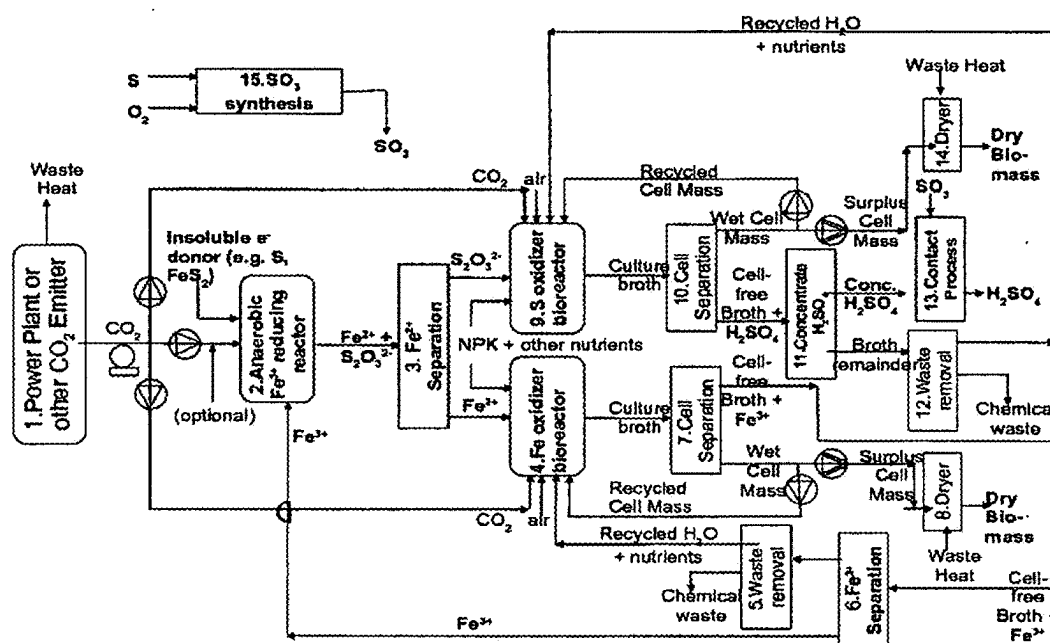 Recycled H2O
+ nutrients
S
O2
15.SO3
synthesis
SO3
Waste Heat
14.Dryer
Dry
Bio-
mass
Waste
Heat
CO2
air
Recycled
Cell Mass
Surplus
Cell
Mass
SO3
Wet Cell
Mass
Insoluble e-
donor (e.g. S,
FeS2)
1.Power Plant or
other CO2 Emitter
CO2
(optional)
2.Anaerobic
Fe3+ reducing
reactor
Fe2+ +
S2O32-
3. Fe2+
Separation
S2O32-
9.S oxidizer
bioreactor
Culture
broth
10.Cell
Separation
Cell-
free
Broth +
H2SO4
11.Concentrate
H2SO4
Conc.
H2SO4
13.Contact
Process
H2SO4
NPK + other nutrients
Broth
remainder
12.Waste
removal
Chemical
waste
Fe2+
4.Fe oxidizer
bioreactor
Culture
broth
7.Cell
Separation
Cell-
free
Broth +
Fe3+
Wet
Cell
Mass
Surplus
Cell
Mass
8.Dryer
Dry
Bio-
mass
Waste
Heat
Fe3+
CO2
air
Recycled
Cell Mass
Recycled H2O
+ nutrients
Chemical
waste
5.Waste
removal
6.Fe3+
Separation
Cell-
free
Broth +
Fe3+
Fe3+